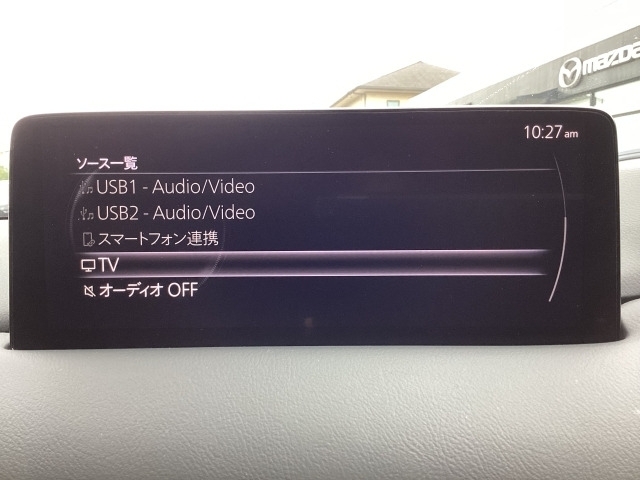 mazda
10:27 am
ソース一覧
USB1 - Audio/Video
USB2 - Audio/Video
スマートフォン連携
TV
オーディオ OFF